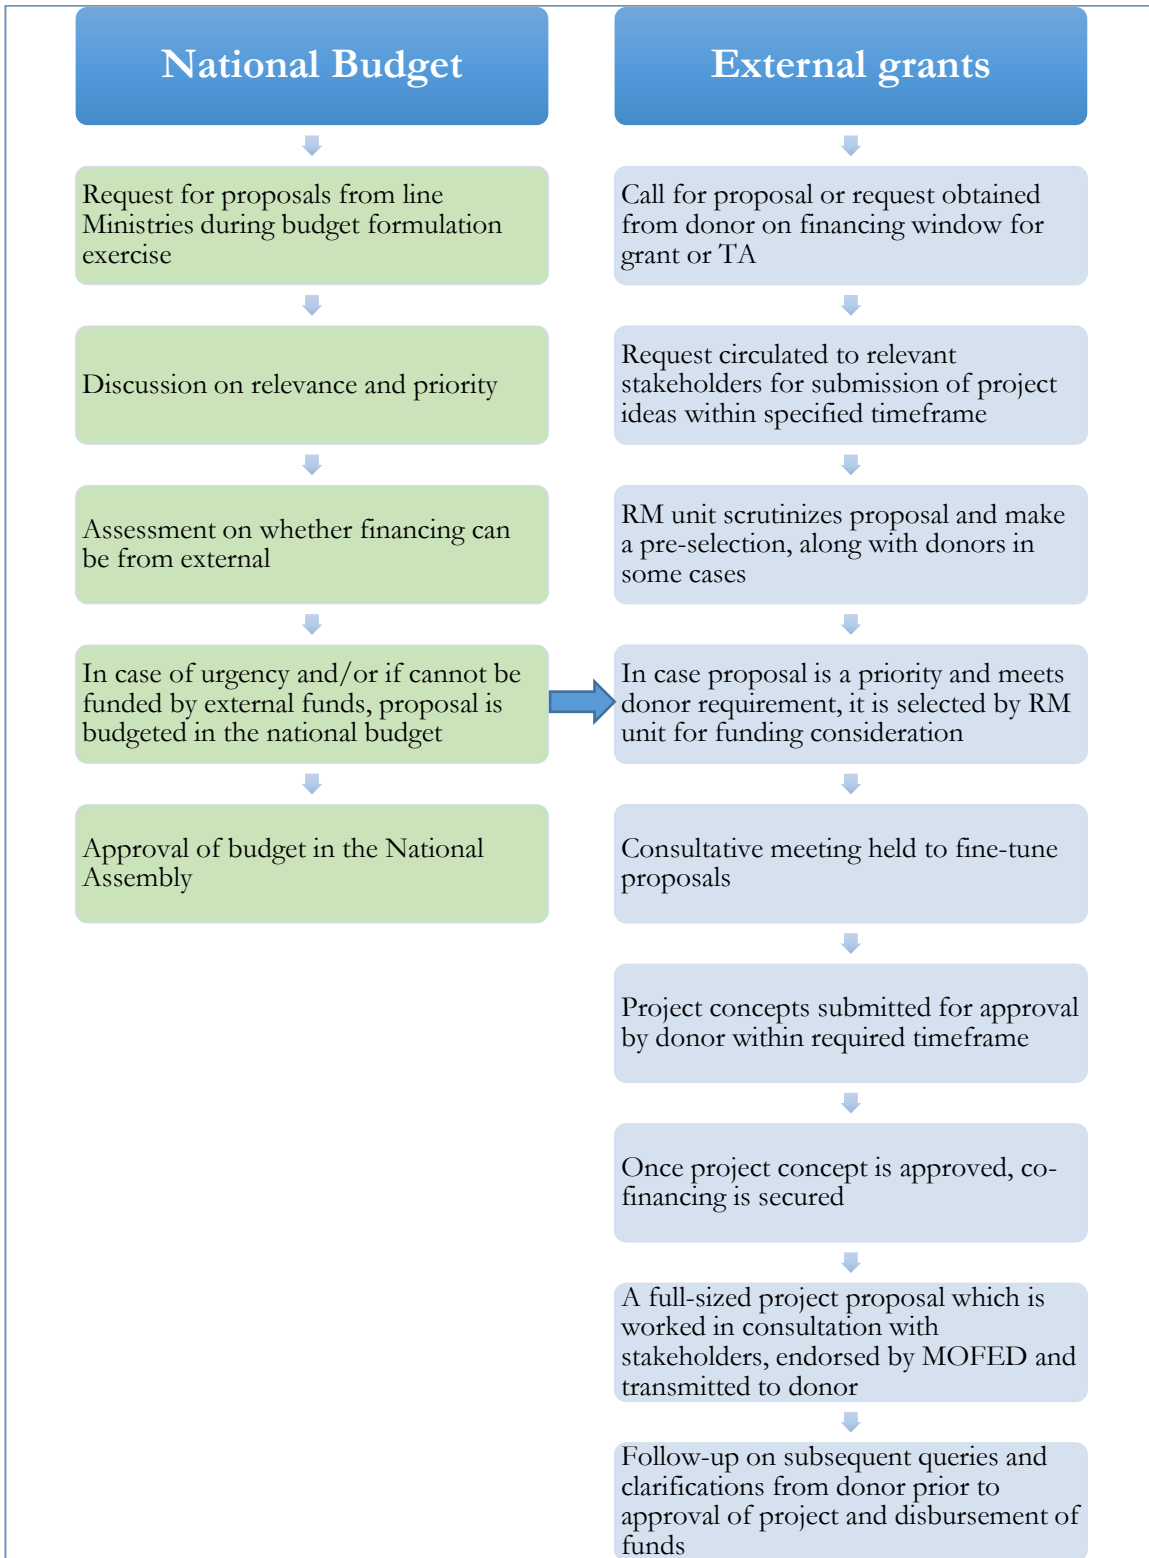 National Budget
Request for proposals from line
Ministries during budget formulation
exercise
Discussion on relevance and priority
Assessment on whether financing can
be from external
In case of urgency and/or if cannot be
funded by external funds, proposal is
budgeted in the national budget
Approval of budget in the National
Assembly
External grants
Call for proposal or request obtained
from donor on financing window for
grant or TA
Request circulated to relevant
stakeholders for submission of project
ideas within specified timeframe
RM unit scrutinizes proposal and make
a pre-selection, along with donors in
some cases
In case proposal is a priority and meets
donor requirement, it is selected by RM
unit for funding consideration
Consultative meeting held to fine-tune
proposals
Project concepts submitted for approval
by donor within required timeframe
Once project concept is approved, co-
financing is secured
A full-sized project proposal which is
worked in consultation with
stakeholders, endorsed by MOFED and
transmitted to donor
Follow-up on subsequent queries and
clarifications from donor prior to
approval of project and disbursement of
funds